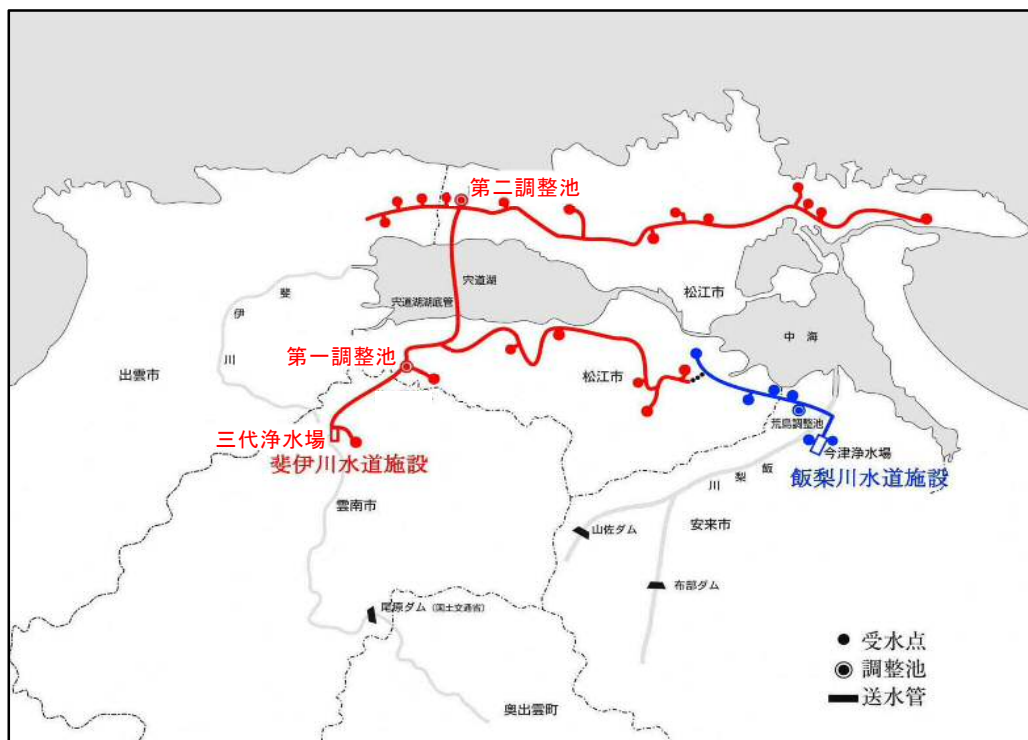 第二調整池
宍道湖
宍道湖湖底管
松江市
斐
伊
川
中 海
第一調整池
出雲市
松江市
荒島調整池
三代浄水場
斐伊川水道施設
今津浄水場
飯梨川水道施設
飯
梨
川
雲南市
安来市
山佐ダム
布部ダム
尾原ダム (国土交通省)
奥出雲町
受水点
調整池
送水管